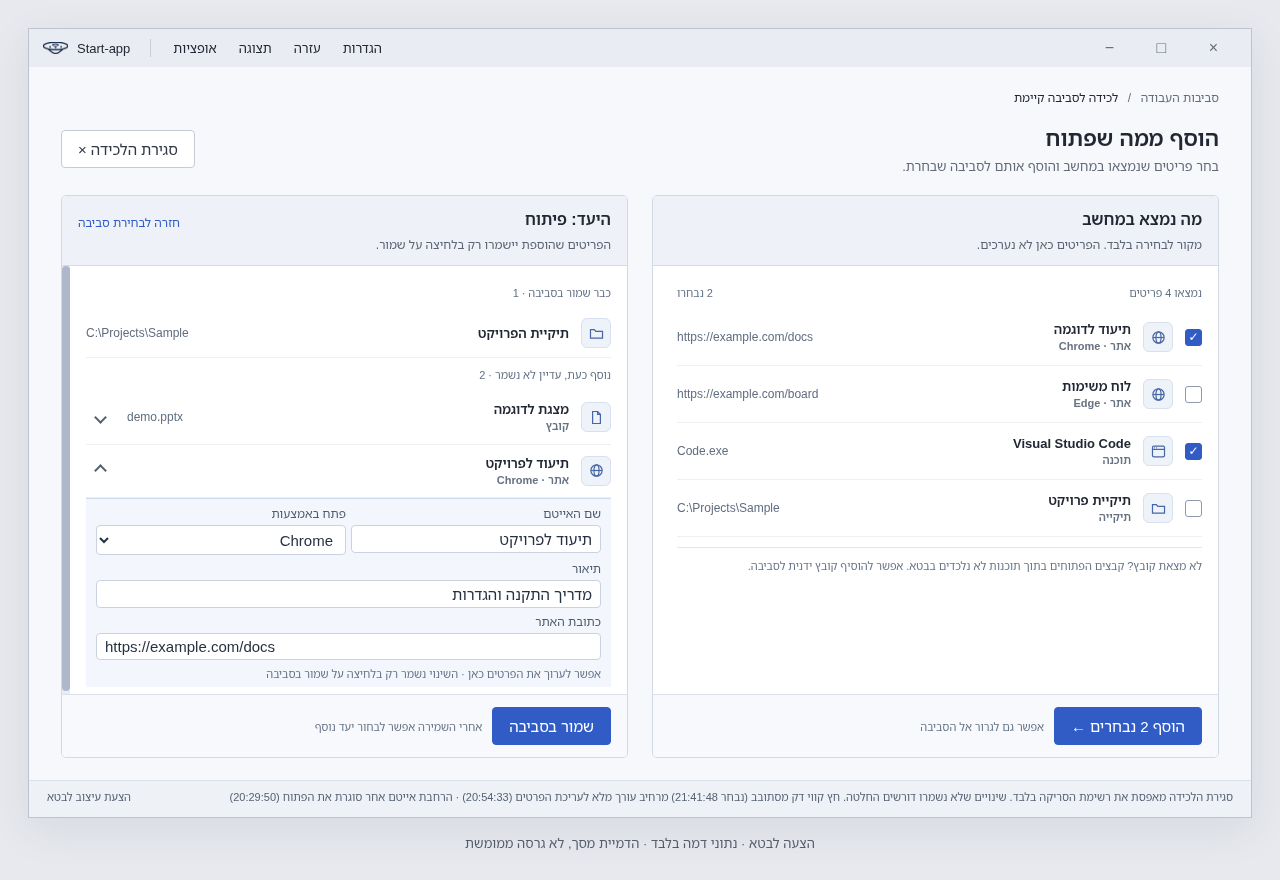 Start-app
אופציות
תצוגה
עזרה
הגדרות
− □ ×
סביבות העבודה / לכידה לסביבה קיימת
הוסף ממה שפתוח
בחר פריטים שנמצאו במחשב והוסף אותם לסביבה שבחרת.
סגירת הלכידה ×
מה נמצא במחשב
מקור לבחירה בלבד. הפריטים כאן לא נערכים.
נמצאו 4 פריטים
2 נבחרו
תיעוד לדוגמה
אתר · Chrome
https://example.com/docs
לוח משימות
אתר · Edge
https://example.com/board
Visual Studio Code
תוכנה
Code.exe
תיקיית פרויקט
תיקייה
C:\Projects\Sample
לא מצאת קובץ? קבצים הפתוחים בתוך תוכנות לא נלכדים בבטא. אפשר להוסיף קובץ ידנית לסביבה.
הוסף 2 נבחרים ←
אפשר גם לגרור אל הסביבה
היעד: פיתוח
חזרה לבחירת סביבה
הפריטים שהוספת יישמרו רק בלחיצה על שמור.
כבר שמור בסביבה · 1
תיקיית הפרויקט
C:\Projects\Sample
נוסף כעת, עדיין לא נשמר · 2
מצגת לדוגמה
קובץ
demo.pptx
תיעוד לפרויקט
אתר · Chrome
שם האייטם
פתח באמצעות
תיעוד לפרויקט
Chrome
תיאור
מדריך התקנה והגדרות
כתובת האתר
https://example.com/docs
אפשר לערוך את הפרטים כאן · השינוי נשמר רק בלחיצה על שמור בסביבה
שמור בסביבה
אחרי השמירה אפשר לבחור יעד נוסף
סגירת הלכידה מאפסת את רשימת הסריקה בלבד. שינויים שלא נשמרו דורשים החלטה. חץ קווי דק מסתובב (נבחר 21:41:48) מרחיב עורך מלא לעריכת הפרטים (20:54:33) · הרחבת אייטם אחר סוגרת את הפתוח (20:29:50)
הצעת עיצוב לבטא
הצעה לבטא · נתוני דמה בלבד · הדמיית מסך, לא גרסה ממומשת